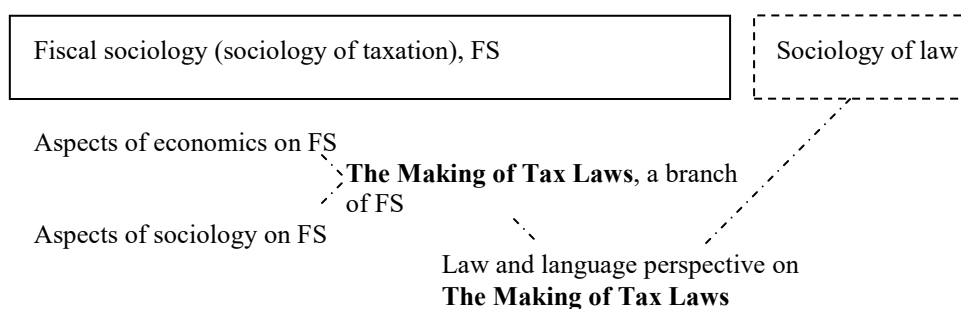 Fiscal sociology (sociology of taxation), FS
Sociology of law
Aspects of economics on FS
The Making of Tax Laws, a branch
of FS
Aspects of sociology on FS
Law and language perspective on
The Making of Tax Laws